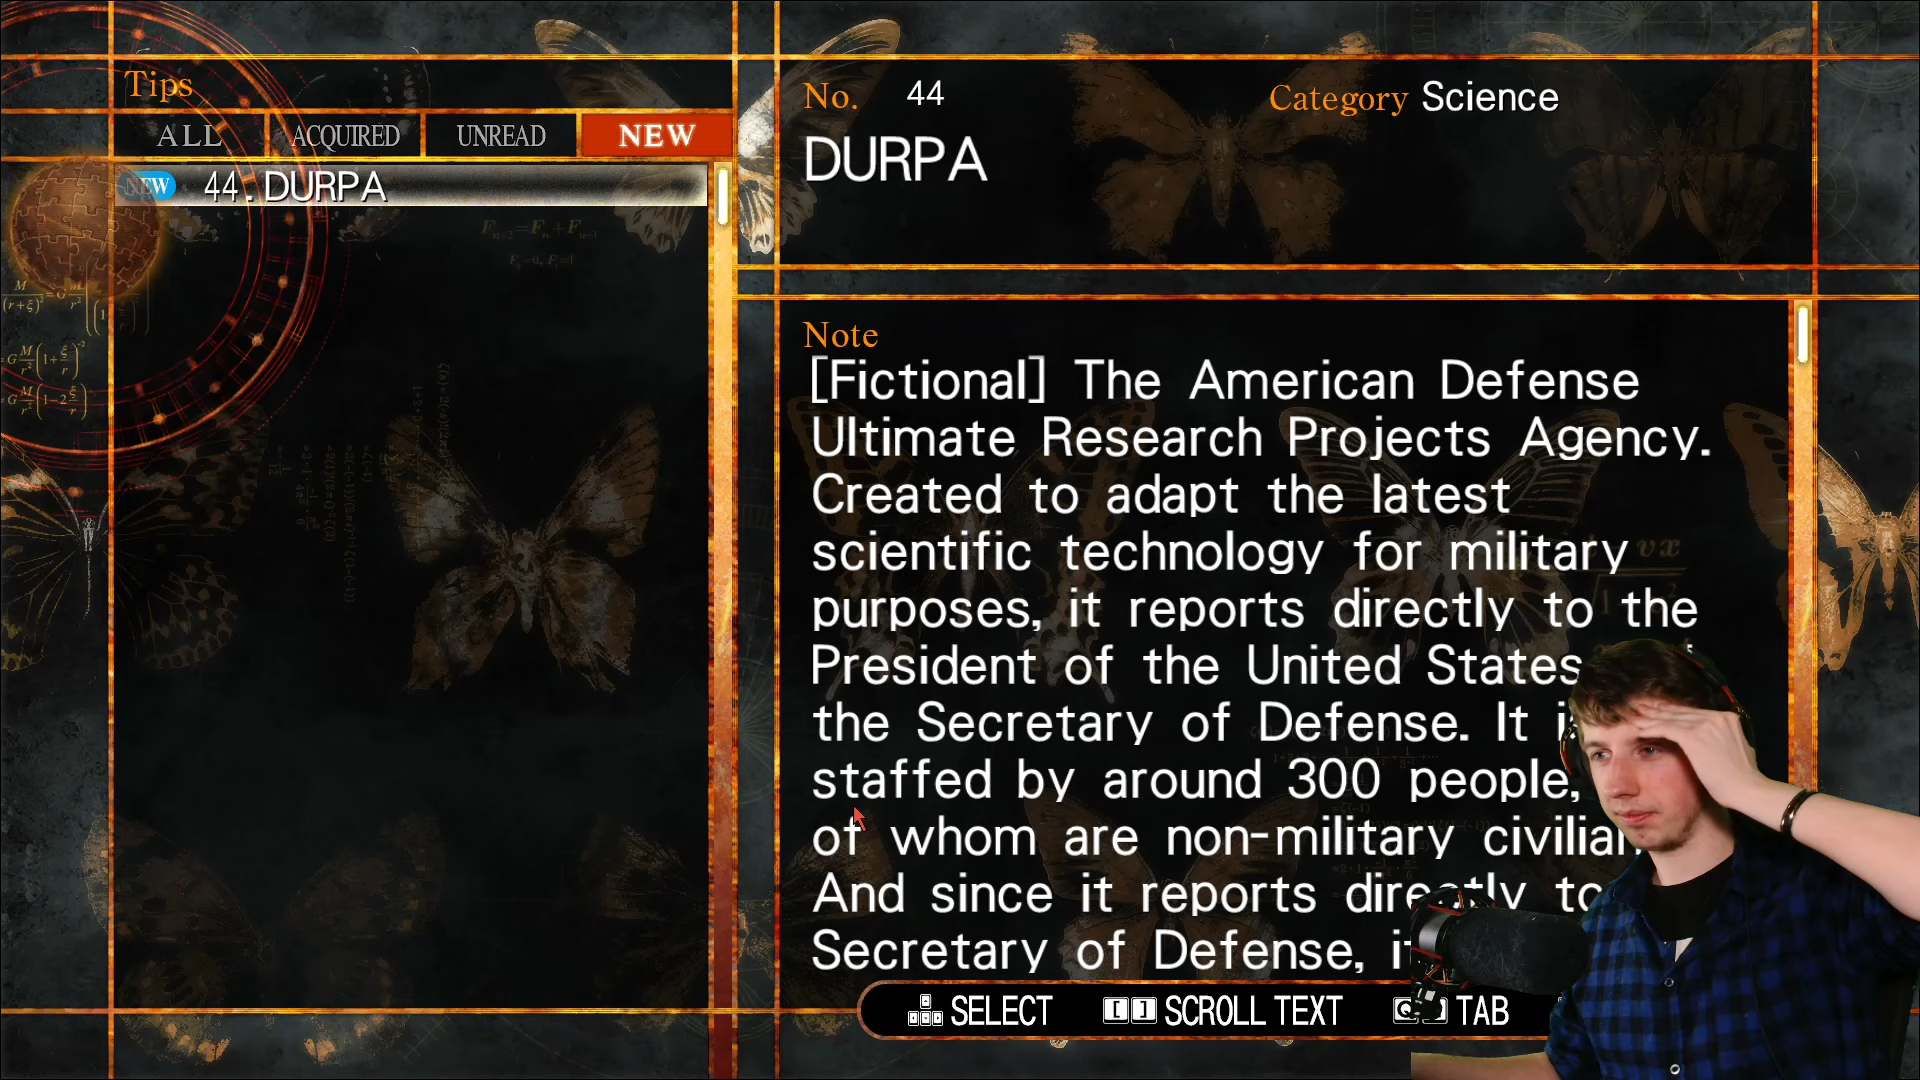 Tips
ALL
ACQUIRED
UNREAD
NEW
NEW 44.DURPA
No. 44
Category Science
DURPA
Note
[Fictional] The American Defense
Ultimate Research Projects Agency.
Created to adapt the latest
scientific technology for military
purposes, it reports directly to the
President of the United States
the Secretary of Defense. It
staffed by around 300 people,
of whom are non-military
And since it reports directly to
Secretary of Defense,
SELECT
[ ] SCROLL TEXT
TAB